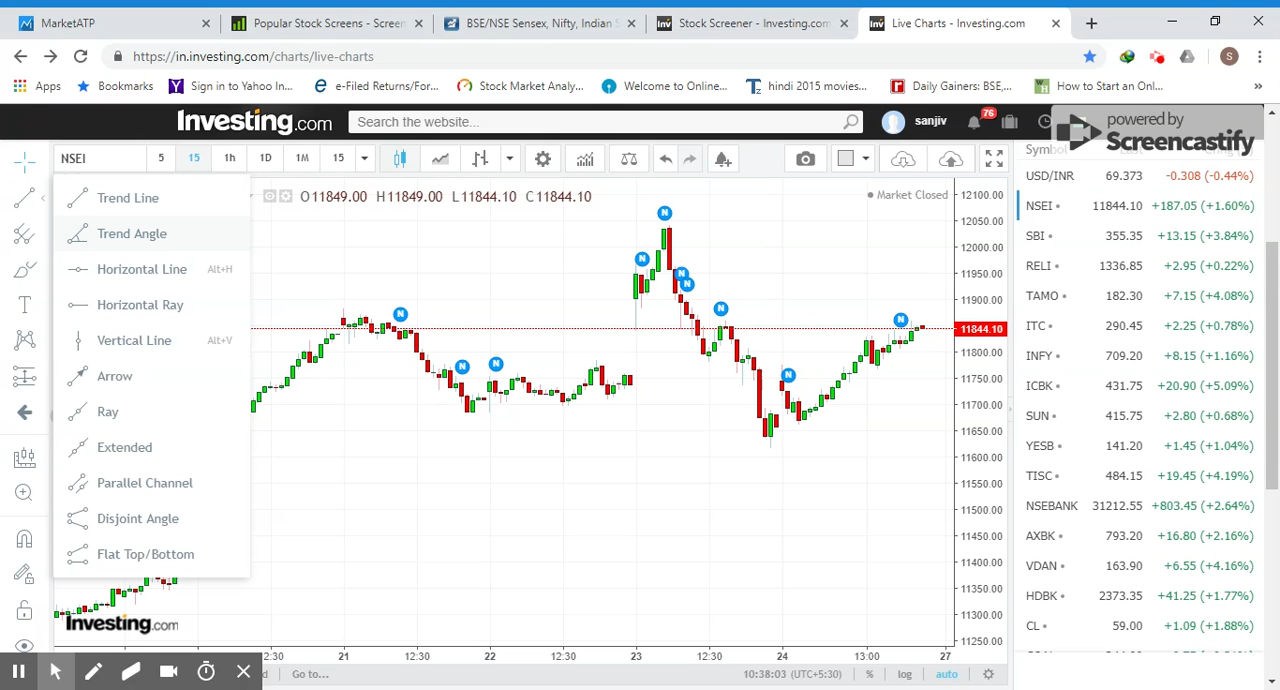 MarketATP
Popular Stock Screens - Screen
BSE/NSE Sensex, Nifty, Indian S
Stock Screener - Investing.com
Live Charts - Investing.com
https://in.investing.com/charts/live-charts
Apps
Bookmarks
Sign in to Yahoo In...
e-Filed Returns/For...
Stock Market Analy...
Welcome to Online...
hindi 2015 movies...
Daily Gainers: BSE,...
How to Start an Onl...
Investing.com
Search the website...
sanjiv
76
powered by
Screencastify
NSEI
5
15
1h
1D
1M
15
Symbol
Trend Line
Trend Angle
Horizontal Line Alt+H
Horizontal Ray
Vertical Line Alt+V
Arrow
Ray
Extended
Parallel Channel
Disjoint Angle
Flat Top/Bottom
O11849.00 H11849.00 L11844.10 C11844.10
Market Closed
12100.00
12050.00
12000.00
11950.00
11900.00
11844.10
11800.00
11750.00
11700.00
11650.00
11600.00
11550.00
11500.00
11450.00
11400.00
11350.00
11300.00
11250.00
N
N
N
N
N
N
N
N
N
N
USD/INR 69.373 -0.308 (-0.44%)
NSEI 11844.10 +187.05 (+1.60%)
SBI 355.35 +13.15 (+3.84%)
RELI 1336.85 +2.95 (+0.22%)
TAMO 182.30 +7.15 (+4.08%)
ITC 290.45 +2.25 (+0.78%)
INFY 709.20 +8.15 (+1.16%)
ICBK 431.75 +20.90 (+5.09%)
SUN 415.75 +2.80 (+0.68%)
YESB 141.20 +1.45 (+1.04%)
TISC 484.15 +19.45 (+4.19%)
NSEBANK 31212.55 +803.45 (+2.64%)
AXBK 793.20 +16.80 (+2.16%)
VDAN 163.90 +6.55 (+4.16%)
HDBK 2373.35 +41.25 (+1.77%)
CL 59.00 +1.09 (+1.88%)
Investing.com
12:30 21 12:30 22 12:30 23 12:30 24 13:00 27
Go to...
10:38:03 (UTC+5:30)
%
log
auto